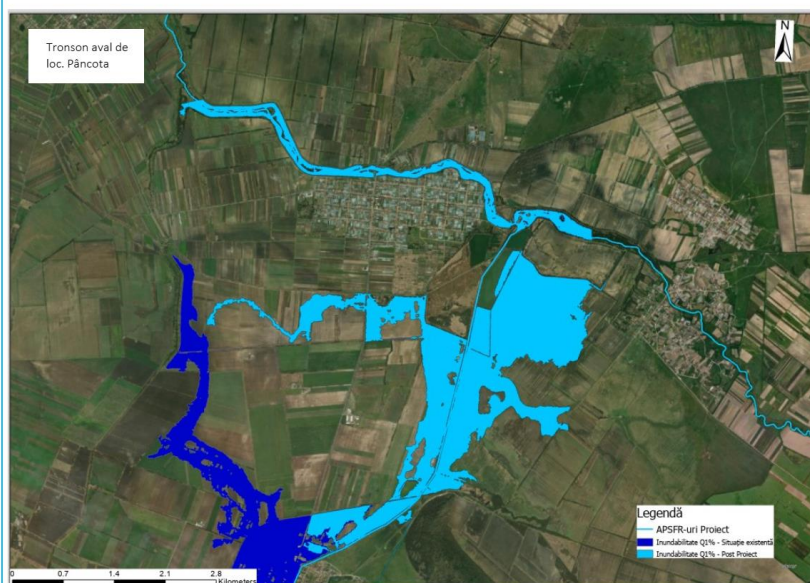 Tronson aval de
loc. Pâncota
N
Legendă
APSFR-uri Proiect
Inundabilitate Q1% - Situație existentă
Inundabilitate Q1% - Post Proiect
0 0.7 1.4 2.1 2.8
Kilometers